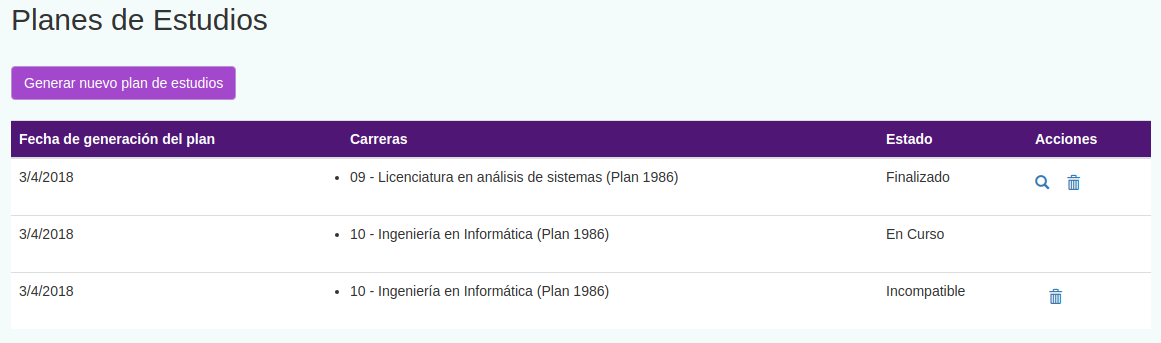 Planes de Estudios
Generar nuevo plan de estudios
Fecha de generación del plan Carreras Estado Acciones
3/4/2018 • 09 - Licenciatura en análisis de sistemas (Plan 1986) Finalizado
3/4/2018 • 10 - Ingeniería en Informática (Plan 1986) En Curso
3/4/2018 • 10 - Ingeniería en Informática (Plan 1986) Incompatible